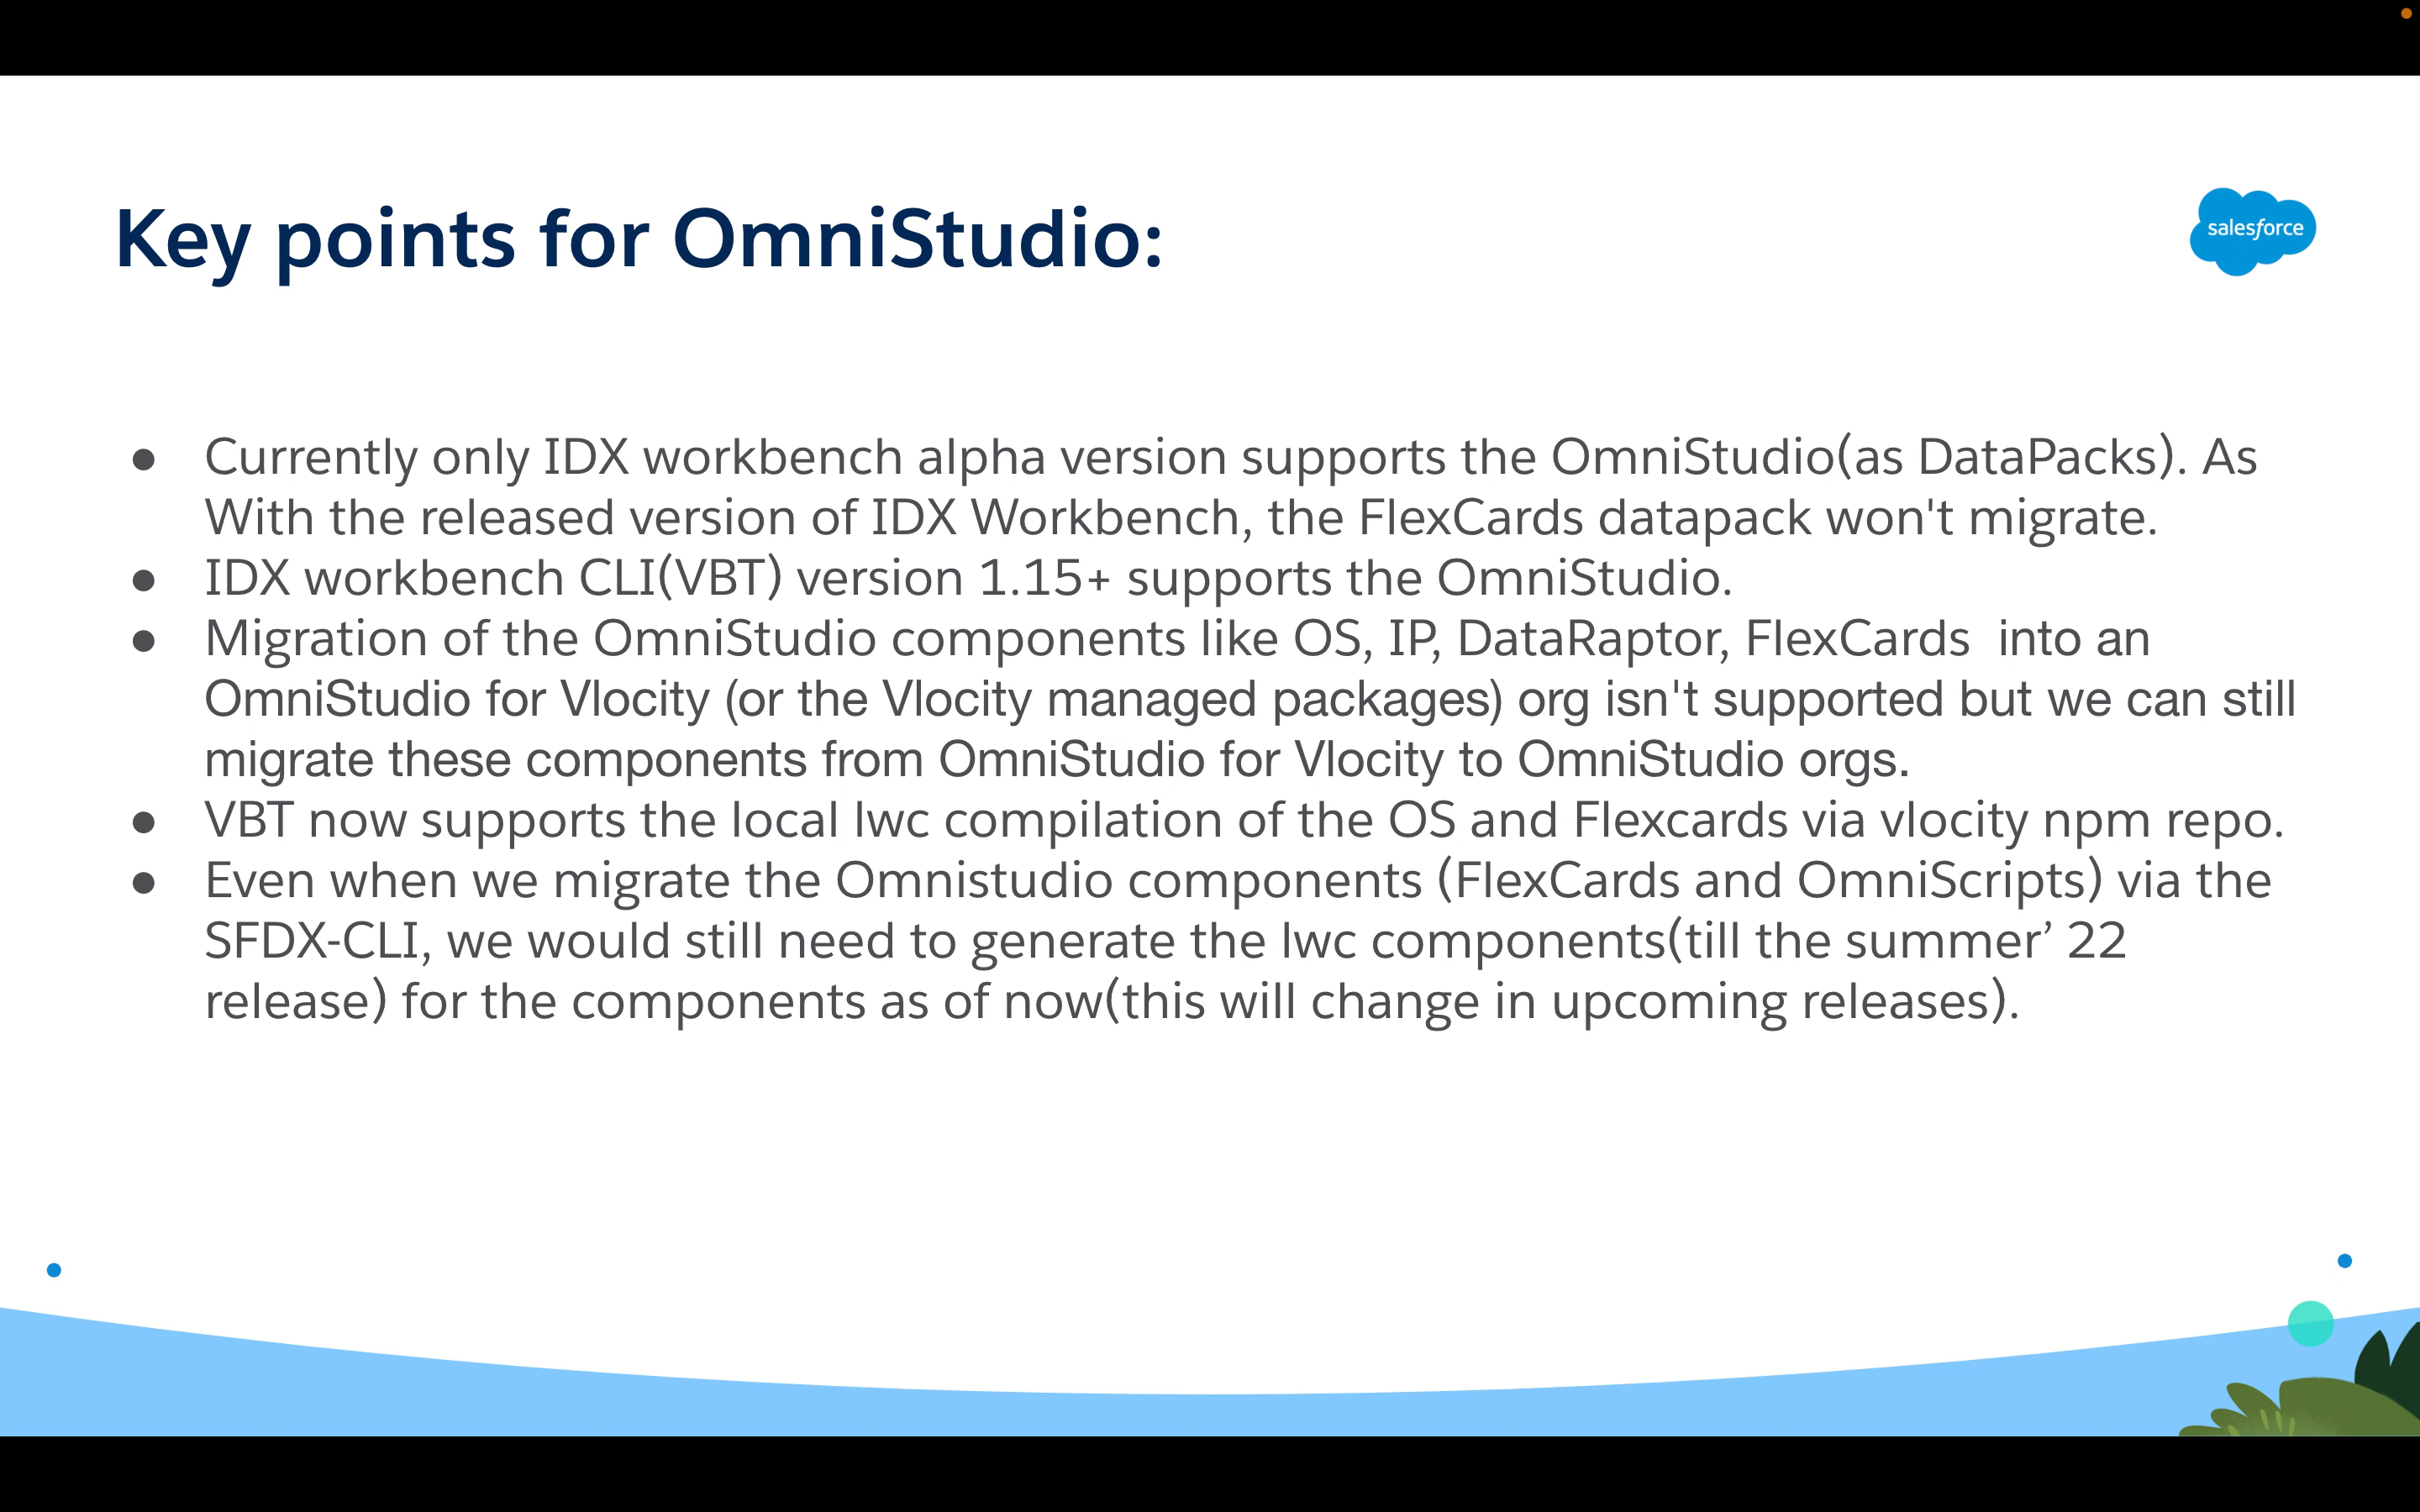 Key points for OmniStudio:
salesforce
● Currently only IDX workbench alpha version supports the OmniStudio(as DataPacks). As
With the released version of IDX Workbench, the FlexCards datapack won't migrate.
● IDX workbench CLI(VBT) version 1.15+ supports the OmniStudio.
● Migration of the OmniStudio components like OS, IP, DataRaptor, FlexCards  into an
OmniStudio for Vlocity (or the Vlocity managed packages) org isn't supported but we can still
migrate these components from OmniStudio for Vlocity to OmniStudio orgs.
● VBT now supports the local lwc compilation of the OS and Flexcards via vlocity npm repo.
● Even when we migrate the Omnistudio components (FlexCards and OmniScripts) via the
SFDX-CLI, we would still need to generate the lwc components(till the summer’ 22
release) for the components as of now(this will change in upcoming releases).